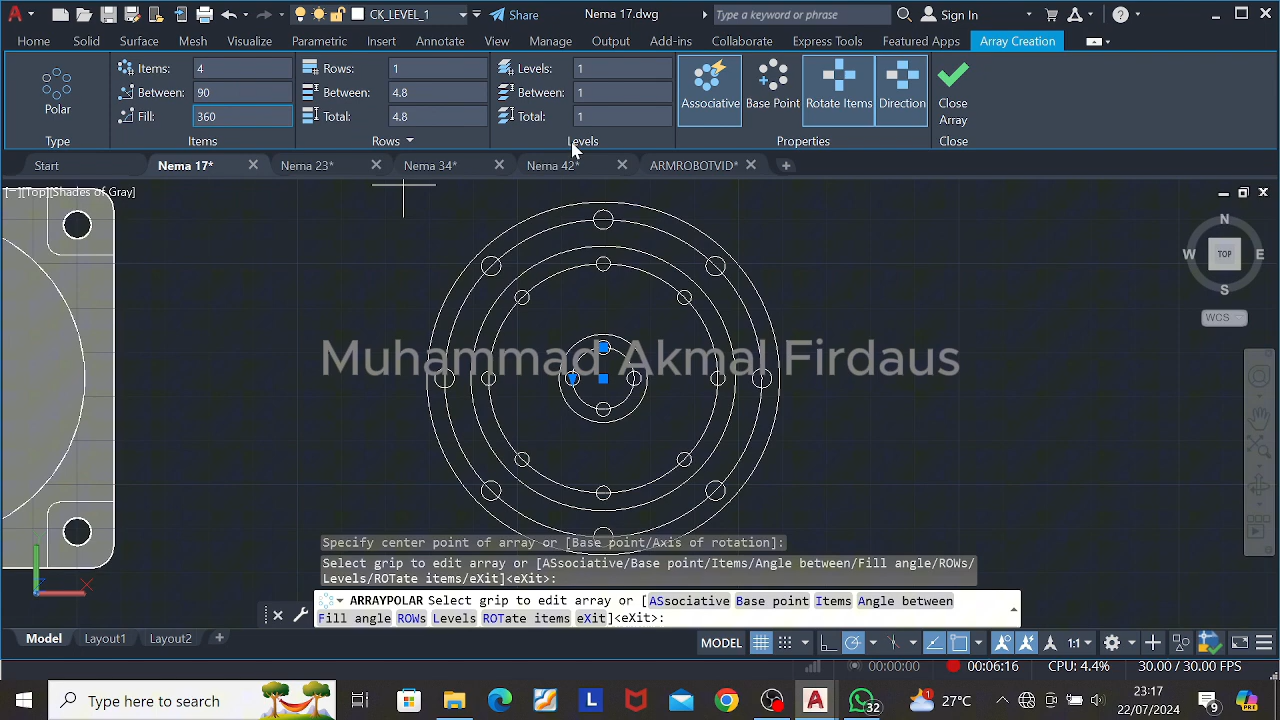 CK_LEVEL_1
Share
Nema 17.dwg
Type a keyword or phrase
Sign In
Home Solid Surface Mesh Visualize Parametric Insert Annotate View Manage Output Add-ins Collaborate Express Tools Featured Apps Array Creation
Items: 4
Rows: 1
Levels: 1
Between: 90
Between: 4.8
Between: 1
Fill: 360
Total: 4.8
Total: 1
Polar
Associative Base Point Rotate Items Direction Close
Array
Type Items Rows Levels Properties Close
Start Nema 17* Nema 23* Nema 34* Nema 42* ARMROBOTVID*
[−][Top][Shades of Gray]
N
W TOP E
S
WCS
Muhammad Akmal Firdaus
Specify center point of array or [Base point/Axis of rotation]:
Select grip to edit array or [ASsociative/Base point/Items/Angle between/Fill angle/ROWs/
Levels/ROTate items/eXit]<eXit>:
ARRAYPOLAR Select grip to edit array or [ASsociative Base point Items Angle between
Fill angle ROWs Levels ROTate items eXit]<eXit>:
Model Layout1 Layout2
MODEL 1:1
00:00:00 00:06:16 CPU: 4.4% 30.00 / 30.00 FPS
Type here to search
32
1 27°C
23:17
22/07/2024
9